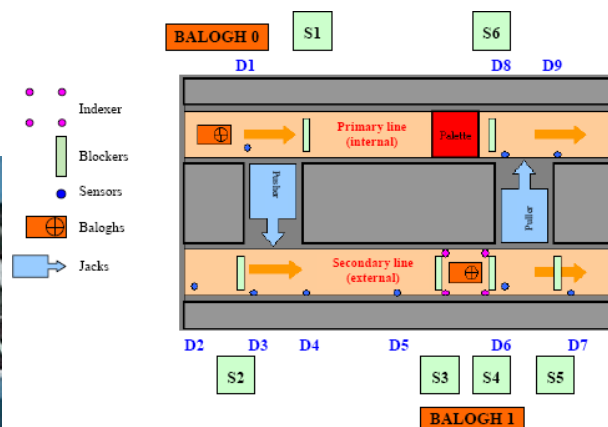 BALOGH 0
S1
S6
D1
D8
D9
Indexer
Blockers
Sensors
Baloghs
Jacks
Primary line
(internal)
Palette
Pusher
Puller
Secondary line
(external)
D2
D3
D4
D5
D6
D7
S2
S3
S4
S5
BALOGH 1